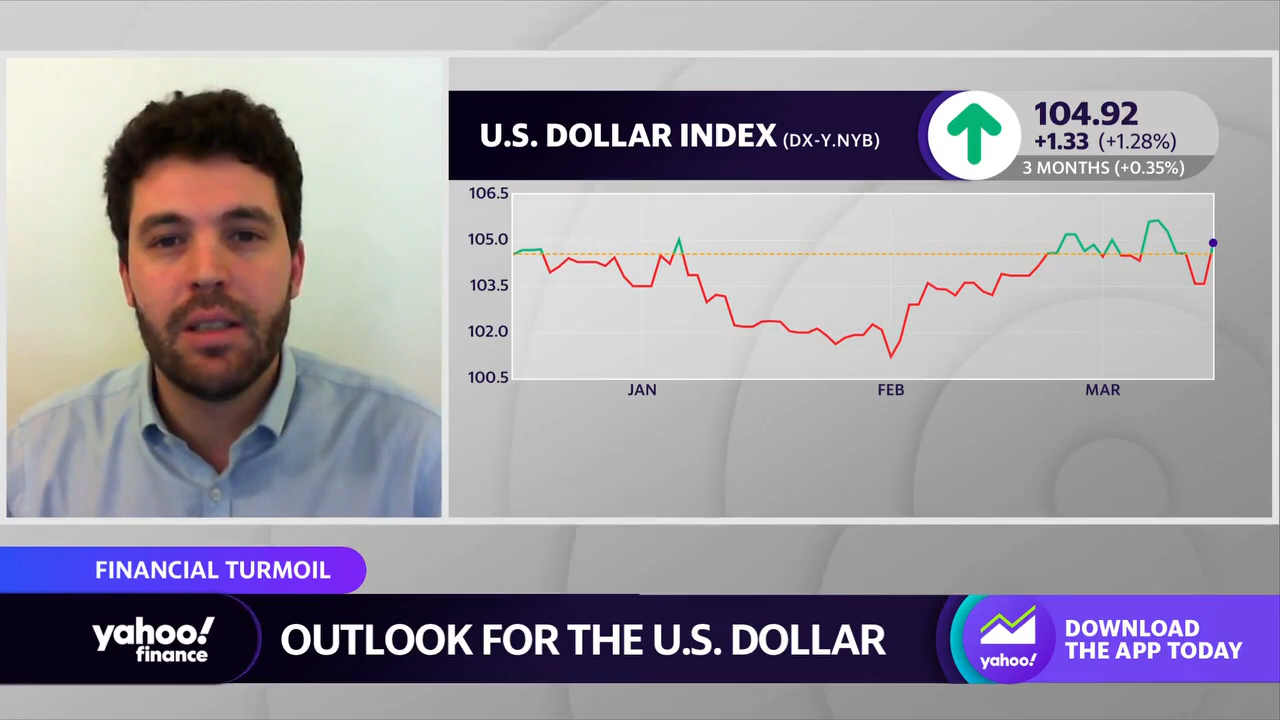 U.S. DOLLAR INDEX (DX-Y.NYB)
104.92
+1.33 (+1.28%)
3 MONTHS (+0.35%)
106.5
105.0
103.5
102.0
100.5
JAN FEB MAR
FINANCIAL TURMOIL
yahoo!
finance
OUTLOOK FOR THE U.S. DOLLAR
yahoo!
DOWNLOAD
THE APP TODAY